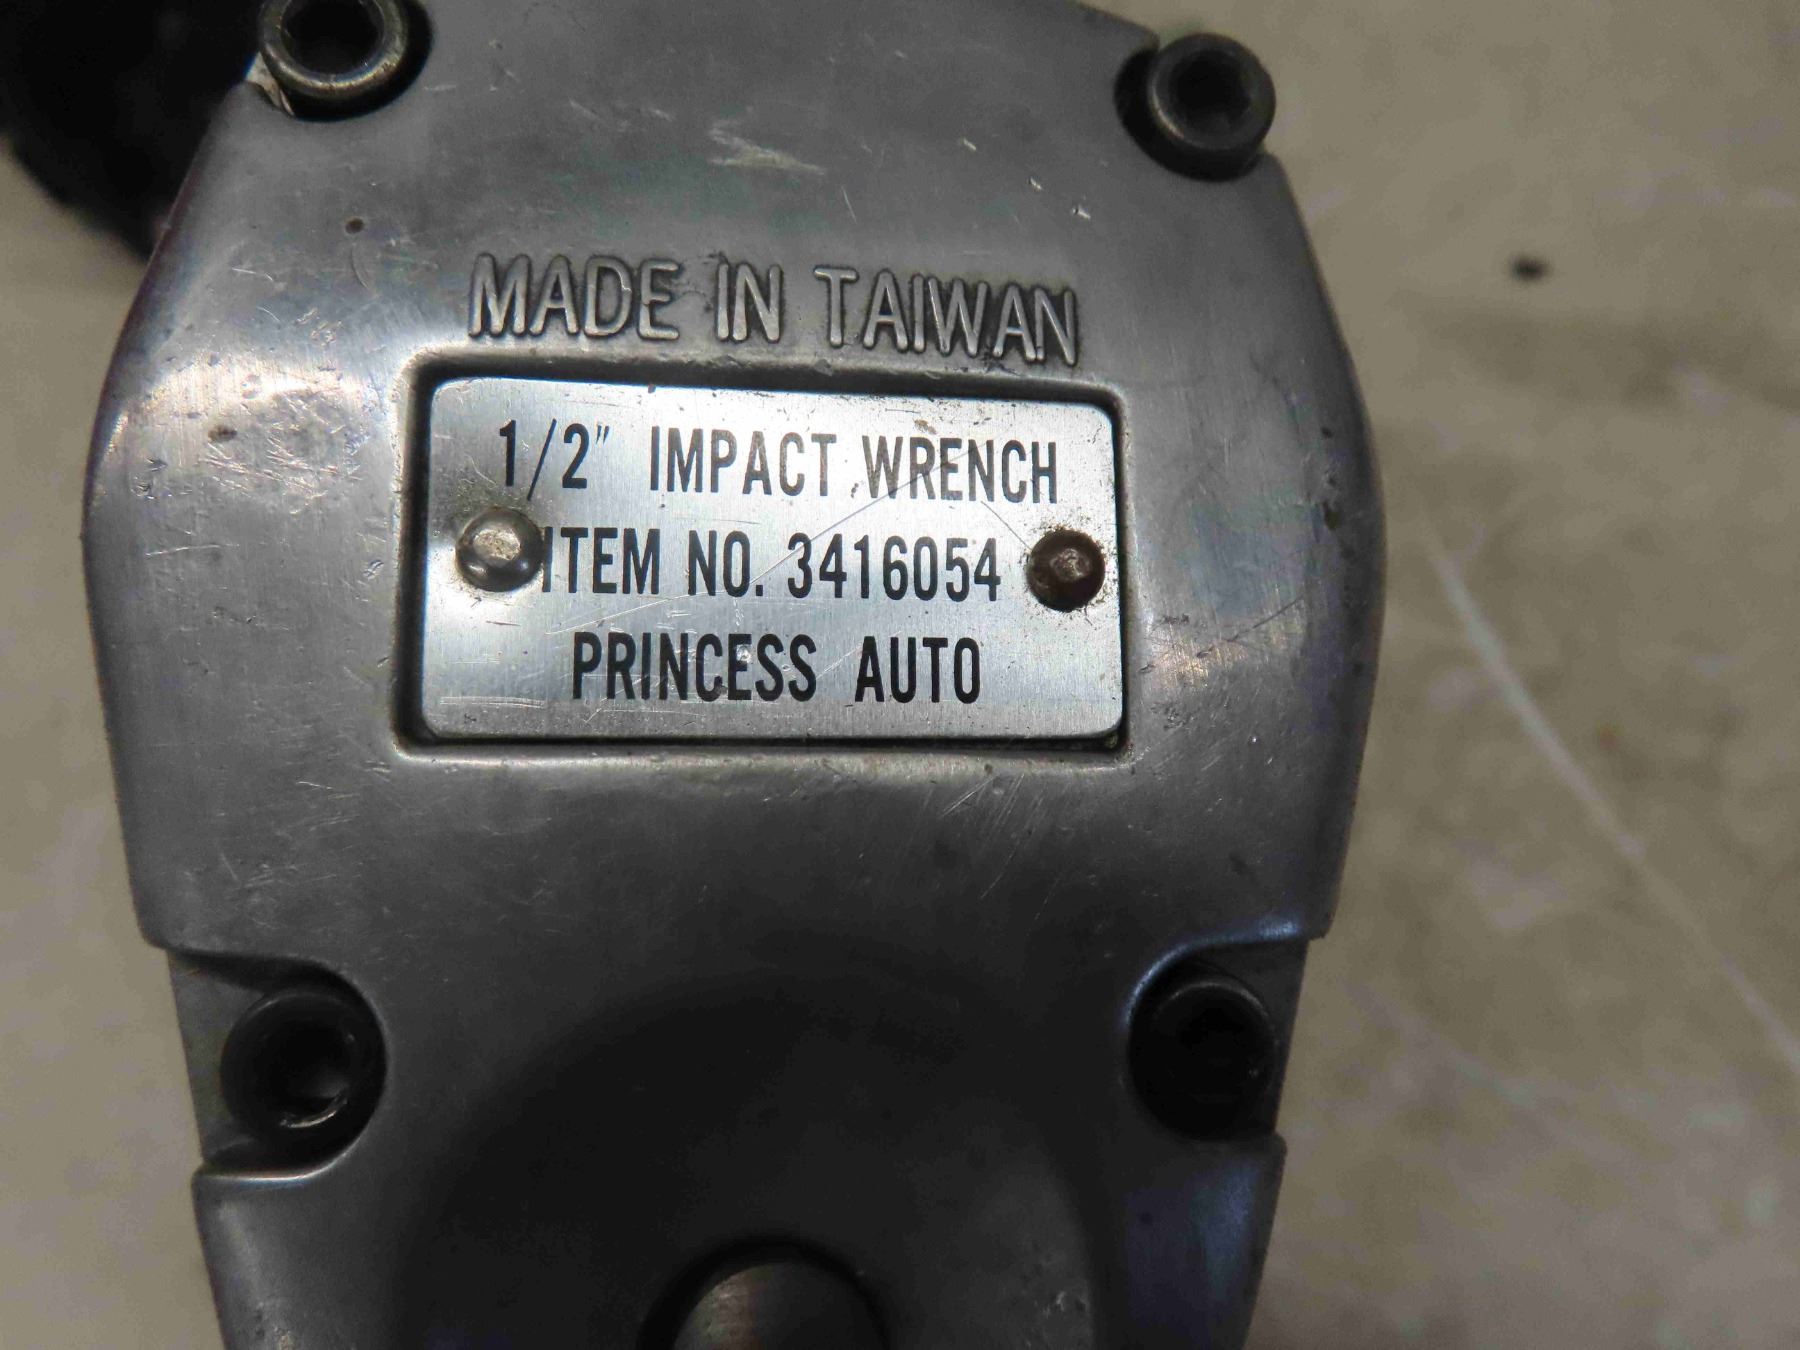 MADE IN TAIWAN
1/2" IMPACT WRENCH
ITEM NO. 3416054
PRINCESS AUTO